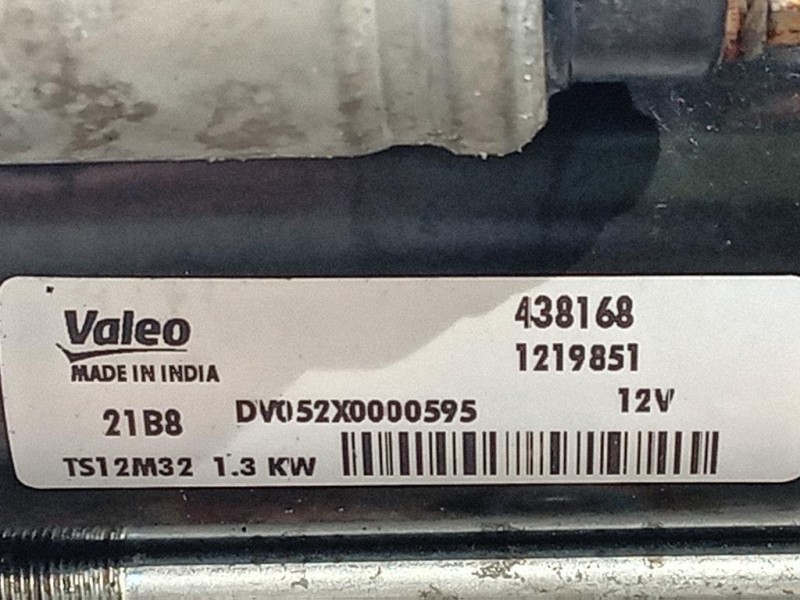 Valeo 438168
MADE IN INDIA 1219851
21B8 DV052X0000595 12V
TS12M32 1.3 KW